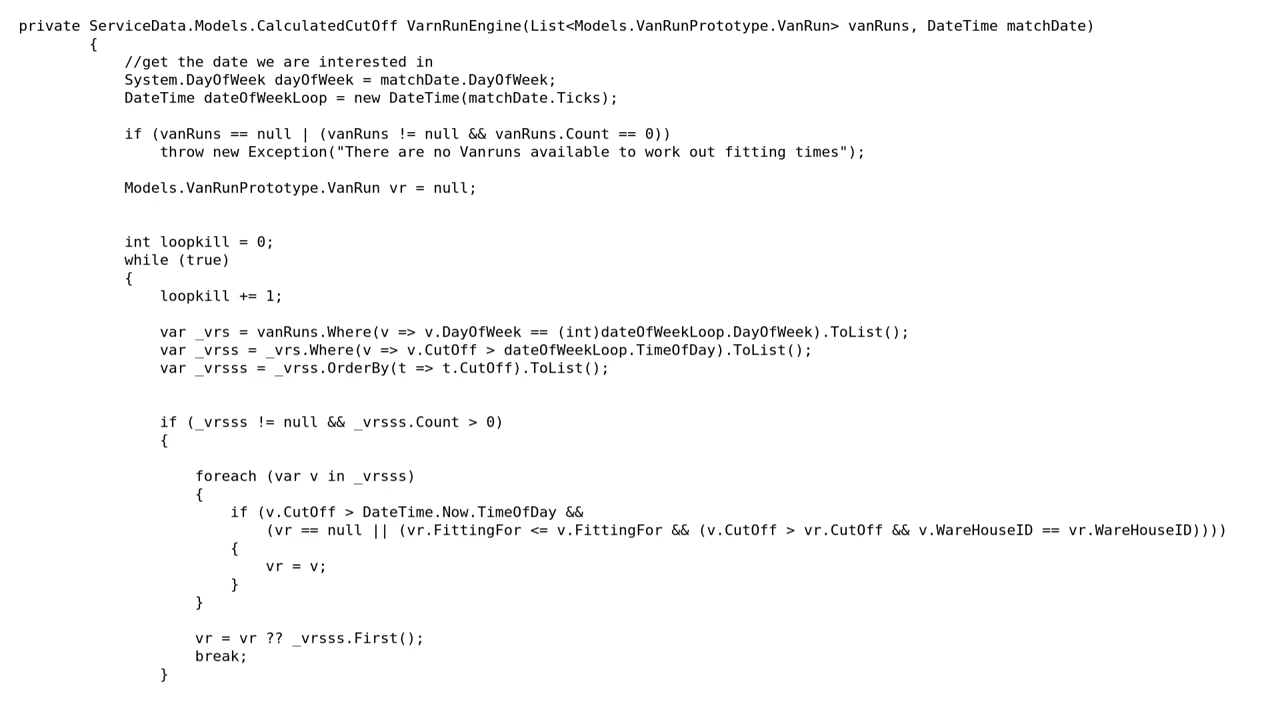 private ServiceData.Models.CalculatedCutOff VarnRunEngine(List<Models.VanRunPrototype.VanRun> vanRuns, DateTime matchDate)
{
//get the date we are interested in
System.DayOfWeek dayOfWeek = matchDate.DayOfWeek;
DateTime dateOfWeekLoop = new DateTime(matchDate.Ticks);
if (vanRuns == null | (vanRuns != null && vanRuns.Count == 0))
throw new Exception("There are no Vanruns available to work out fitting times");
Models.VanRunPrototype.VanRun vr = null;
int loopkill = 0;
while (true)
{
loopkill += 1;
var _vrs = vanRuns.Where(v => v.DayOfWeek == (int)dateOfWeekLoop.DayOfWeek).ToList();
var _vrss = _vrs.Where(v => v.CutOff > dateOfWeekLoop.TimeOfDay).ToList();
var _vrsss = _vrss.OrderBy(t => t.CutOff).ToList();
if (_vrsss != null && _vrsss.Count > 0)
{
foreach (var v in _vrsss)
{
if (v.CutOff > DateTime.Now.TimeOfDay &&
(vr == null || (vr.FittingFor <= v.FittingFor && (v.CutOff > vr.CutOff && v.WareHouseID == vr.WareHouseID))))
{
vr = v;
}
}
vr = vr ?? _vrsss.First();
break;
}